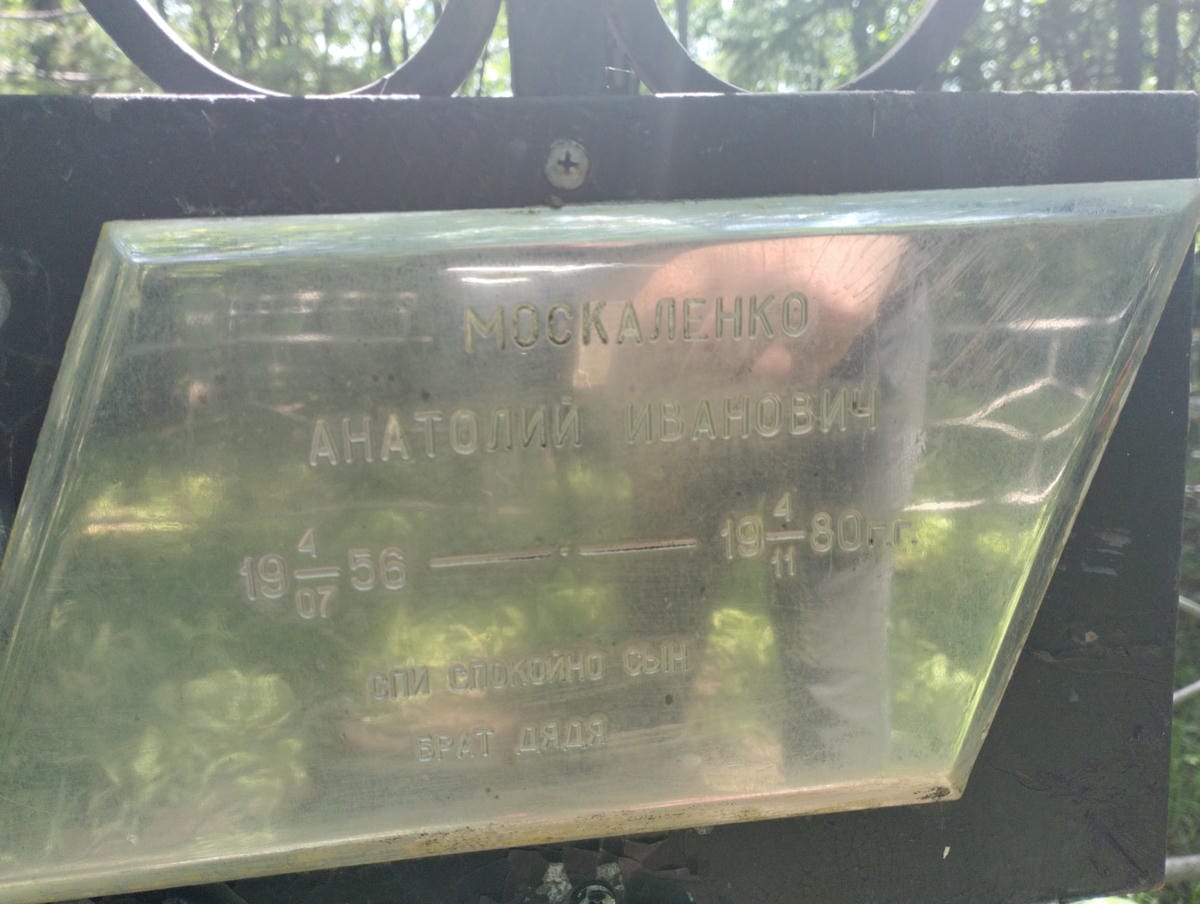 МОСКАЛЕНКО
АНАТОЛИЙ ИВАНОВИЧ
19 4/07 56 — 19 4/11 80г.г.
СПИ СПОКОЙНО СЫН
БРАТ ДЯДЯ